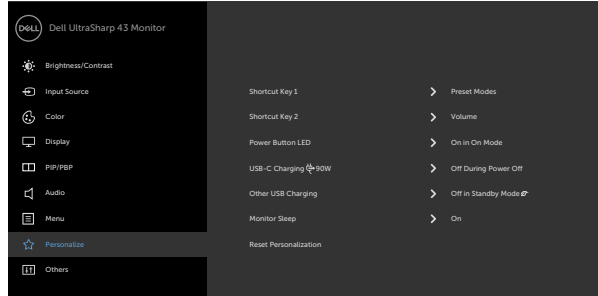 DELL Dell UltraSharp 43 Monitor
Brightness/Contrast
Input Source
Shortcut Key 1 Preset Modes
Color
Shortcut Key 2 Volume
Display
Power Button LED On in On Mode
PIP/PBP
USB-C Charging 90W Off During Power Off
Audio
Other USB Charging Off in Standby Mode
Menu
Monitor Sleep On
Personalize
Reset Personalization
Others